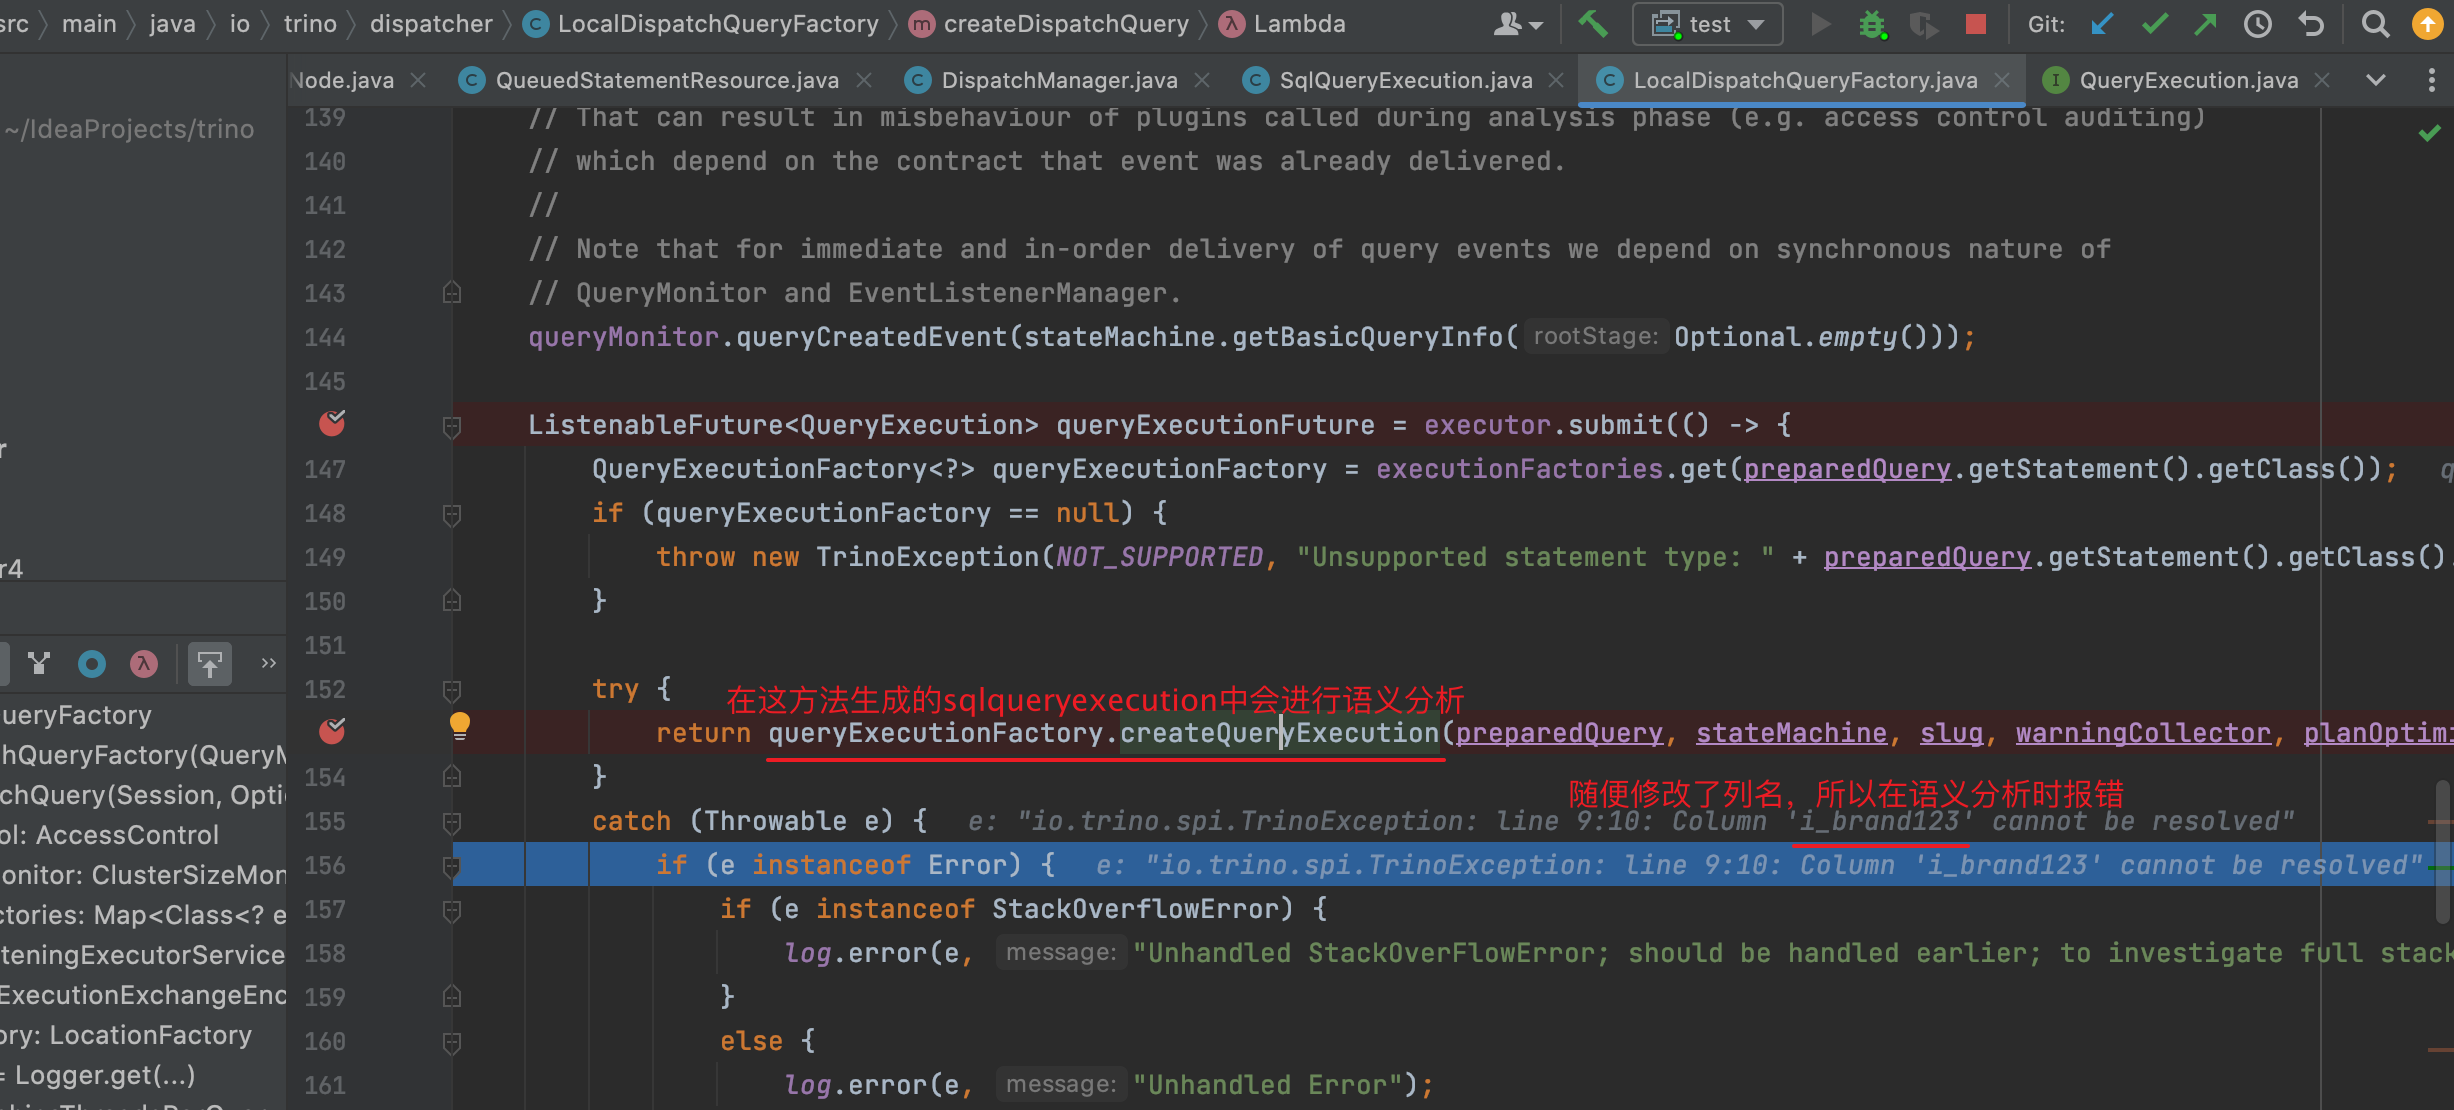 src > main > java > io > trino > dispatcher > LocalDispatchQueryFactory > createDispatchQuery > Lambda
test
Git:
Node.java
QueuedStatementResource.java
DispatchManager.java
SqlQueryExecution.java
LocalDispatchQueryFactory.java
QueryExecution.java
~/IdeaProjects/trino
r
r4
ueryFactory
chQueryFactory(QueryM
chQuery(Session, Optio
ol: AccessControl
onitor: ClusterSizeMon
ctories: Map<Class<? e
teningExecutorService
ExecutionExchangeEnc
ory: LocationFactory
= Logger.get(...)
139 // That can result in misbehaviour of plugins called during analysis phase (e.g. access control auditing)
140 // which depend on the contract that event was already delivered.
141 //
142 // Note that for immediate and in-order delivery of query events we depend on synchronous nature of
143 // QueryMonitor and EventListenerManager.
144 queryMonitor.queryCreatedEvent(stateMachine.getBasicQueryInfo( rootStage: Optional.empty()));
145
ListenableFuture<QueryExecution> queryExecutionFuture = executor.submit(() -> {
147 QueryExecutionFactory<?> queryExecutionFactory = executionFactories.get(preparedQuery.getStatement().getClass()); q
148 if (queryExecutionFactory == null) {
149 throw new TrinoException(NOT_SUPPORTED, "Unsupported statement type: " + preparedQuery.getStatement().getClass().
150 }
151
152 try {
在这方法生成的sqlqueryexecution中会进行语义分析
return queryExecutionFactory.createQueryExecution(preparedQuery, stateMachine, slug, warningCollector, planOptimi
154 }
随便修改了列名，所以在语义分析时报错
155 catch (Throwable e) { e: "io.trino.spi.TrinoException: line 9:10: Column 'i_brand123' cannot be resolved"
156 if (e instanceof Error) { e: "io.trino.spi.TrinoException: line 9:10: Column 'i_brand123' cannot be resolved"
157 if (e instanceof StackOverflowError) {
158 log.error(e, message: "Unhandled StackOverFlowError; should be handled earlier; to investigate full stack
159 }
160 else {
161 log.error(e, message: "Unhandled Error");